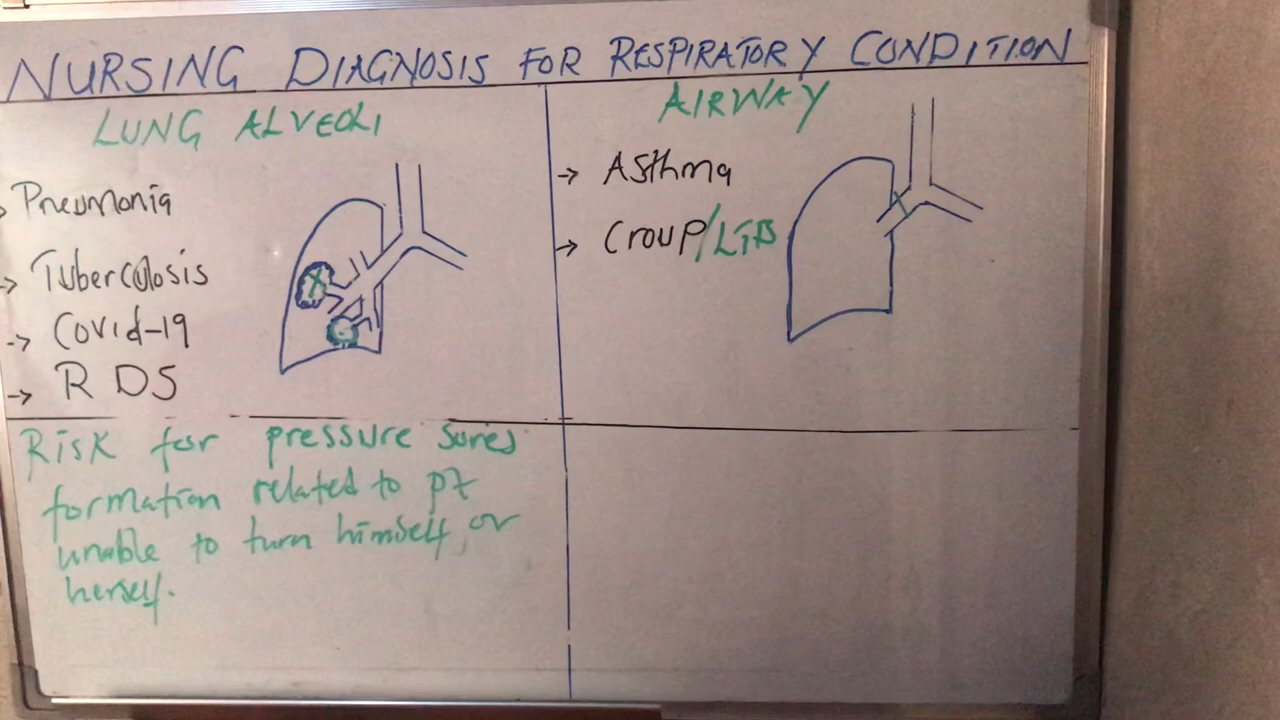 NURSING DIAGNOSIS FOR RESPIRATORY CONDITION
LUNG ALVEOLI
Pneumonia
→ Tuberculosis
→ Covid-19
→ RDS
AIRWAY
→ Asthma
→ Croup/LTB
Risk for pressure sores
formation related to pt
unable to turn himself, or
herself.